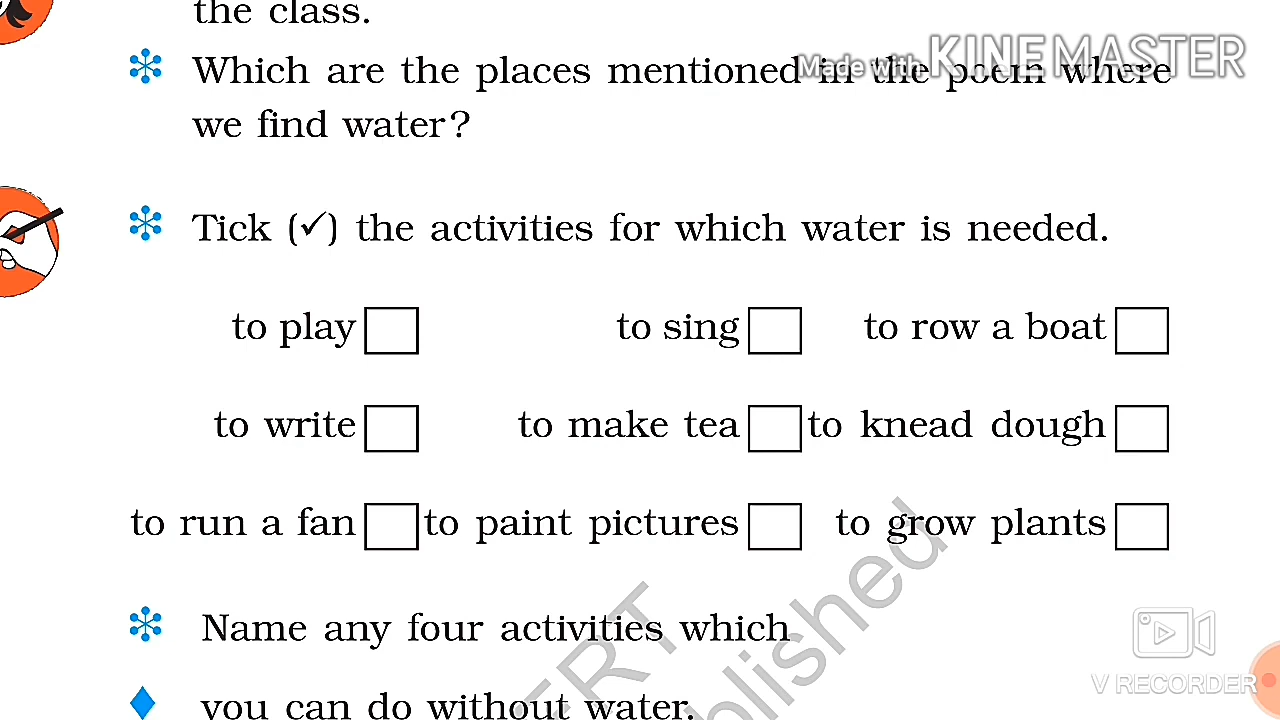 the class.
Which are the places mentioned in the poem where
Made with KINEMASTER
we find water?
Tick (✓) the activities for which water is needed.
to play to sing to row a boat
to write to make tea to knead dough
to run a fan to paint pictures to grow plants
Name any four activities which
you can do without water.
blished
V RECORDER